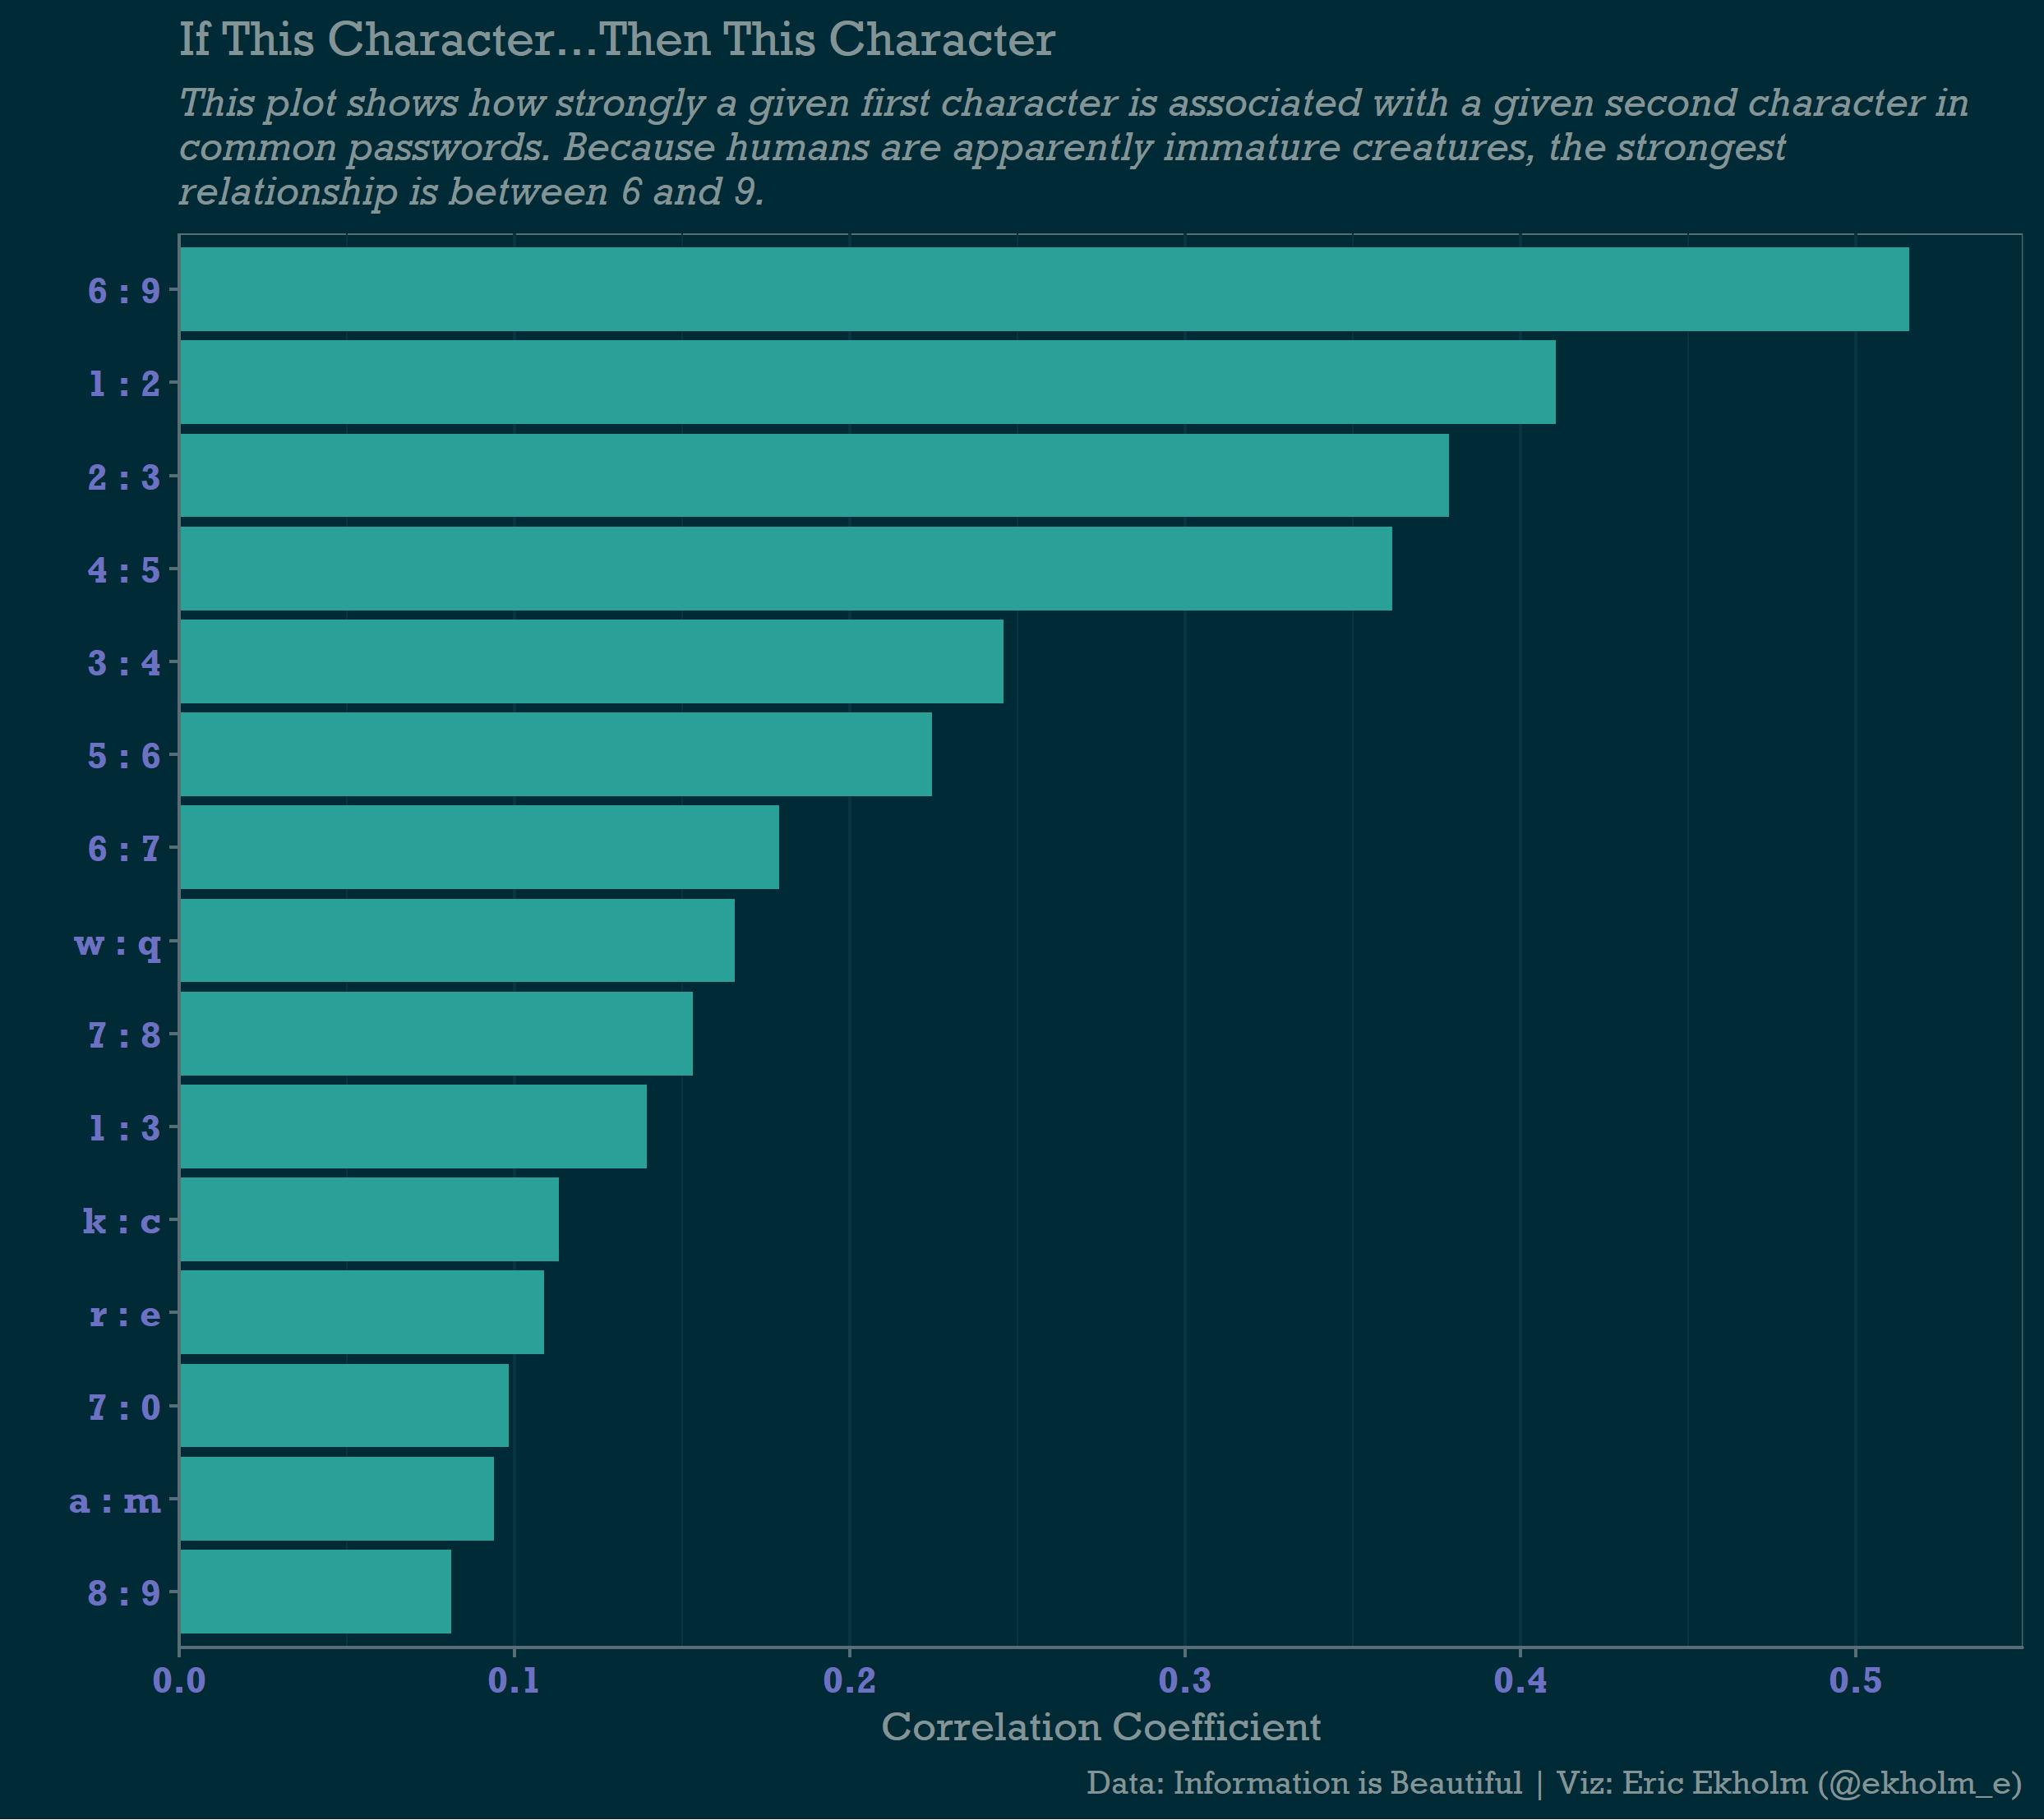 If This Character...Then This Character
This plot shows how strongly a given first character is associated with a given second character in
common passwords. Because humans are apparently immature creatures, the strongest
relationship is between 6 and 9.
6 : 9
1 : 2
2 : 3
4 : 5
3 : 4
5 : 6
6 : 7
w : q
7 : 8
1 : 3
k : c
r : e
7 : 0
a : m
8 : 9
0.0 0.1 0.2 0.3 0.4 0.5
Correlation Coefficient
Data: Information is Beautiful | Viz: Eric Ekholm (@ekholm_e)